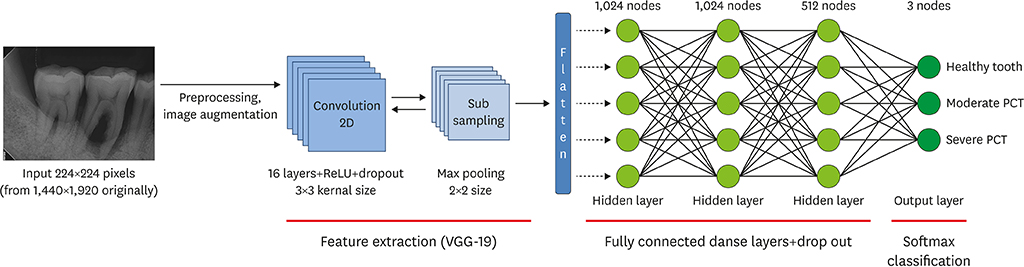 1,024 nodes
1,024 nodes
512 nodes
3 nodes
Preprocessing,
image augmentation
Convolution
2D
Sub
sampling
Flatten
Healthy tooth
Moderate PCT
Severe PCT
Input 224×224 pixels
(from 1,440×1,920 originally)
16 layers+ReLU+dropout
3×3 kernal size
Max pooling
2×2 size
Hidden layer
Hidden layer
Hidden layer
Output layer
Feature extraction (VGG-19)
Fully connected danse layers+drop out
Softmax
classification